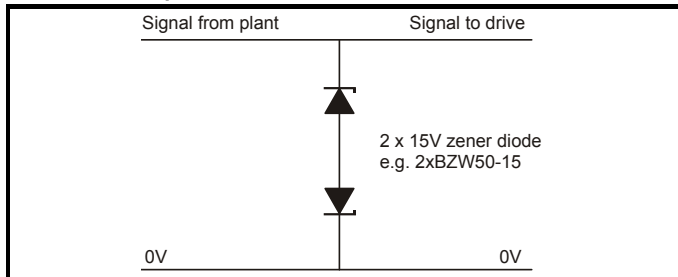 Signal from plant Signal to drive
2 x 15V zener diode
e.g. 2xBZW50-15
0V 0V